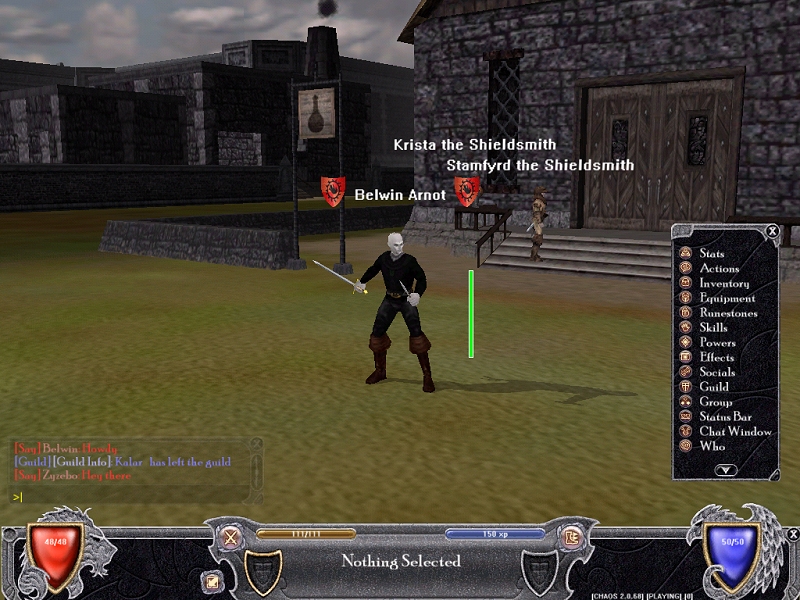 Krista the Shieldsmith
Stamfyrd the Shieldsmith
Belwin Arnot
Stats
Actions
Inventory
Equipment
Runestones
Skills
Powers
Effects
Socials
Guild
Group
Status Bar
Chat Window
Who
[Say] Belwin: Howdy
[Guild] [Guild Info]: Kalar has left the guild
[Say] Zyzebo: Hey there
>|
48/48
111/111
150 xp
50/50
Nothing Selected
[CHAOS 2.0.68] [PLAYING] [0]